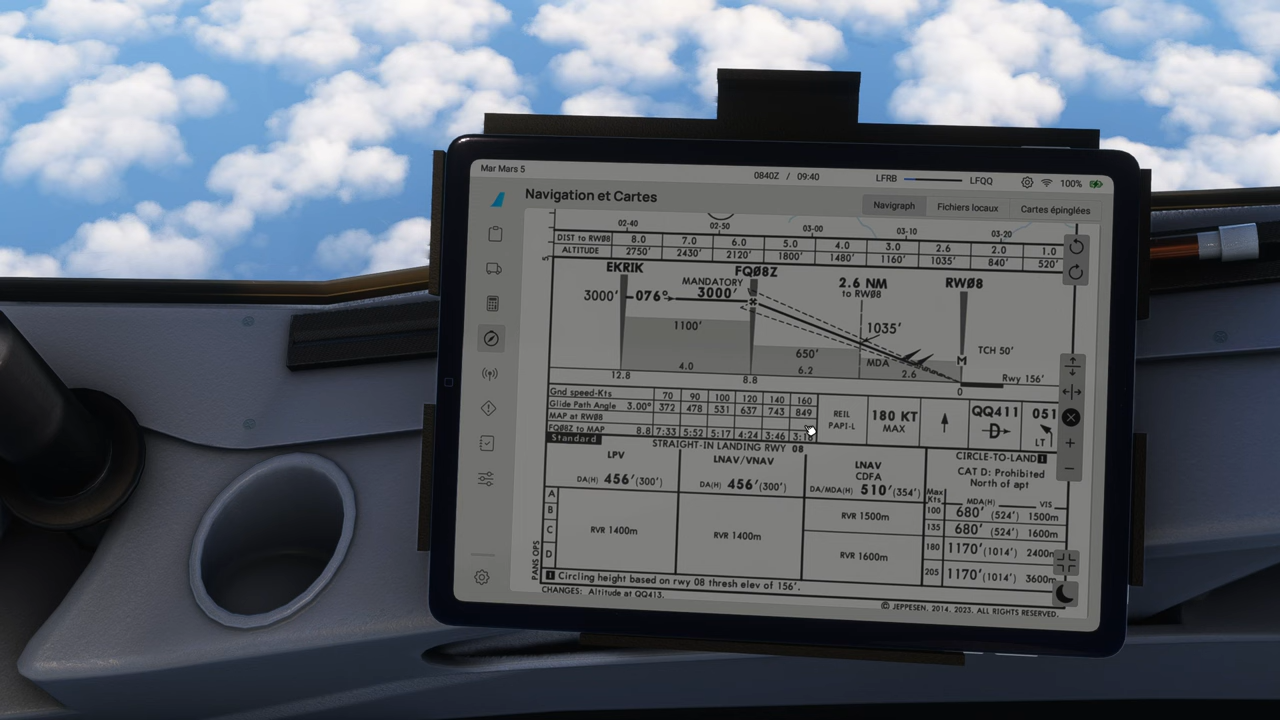 Mar Mars 5
0840Z / 09:40
LFRB LFQQ
100%
Navigation et Cartes
Navigraph Fichiers locaux Cartes épinglées
02-40 02-50 03-00 03-10 03-20
DIST to RWØ8 8.0 7.0 6.0 5.0 4.0 3.0 2.6 2.0 1.0
ALTITUDE 2750' 2430' 2120' 1800' 1480' 1160' 1035' 840' 520'
EKRIK FQØ8Z 2.6 NM RWØ8
MANDATORY to RWØ8
3000' 076° 3000'
1100' 1035'
TCH 50'
650' MDA M
4.0 6.2 2.6 Rwy 156'
12.8 8.8 0
Gnd speed-Kts 70 90 100 120 140 160
Glide Path Angle 3.00° 372 478 531 637 743 849
MAP at RWØ8
FQØ8Z to MAP 8.8 7:33 5:52 5:17 4:24 3:46
REIL
PAPI-L
180 KT
MAX
QQ411
D
051
LT
Standard STRAIGHT-IN LANDING RWY 08 CIRCLE-TO-LAND
LPV LNAV/VNAV LNAV
CDFA
DA(H) 456'(300') DA(H) 456'(300') DA/MDA(H) 510'(354')
CAT D: Prohibited
North of apt
Max
Kts MDA(H) VIS
A 100 680' (524') 1500m
B RVR 1500m 135 680' (524') 1600m
C RVR 1400m RVR 1400m 180 1170'(1014') 2400m
D RVR 1600m 205 1170'(1014') 3600m
PANS OPS
1 Circling height based on rwy 08 thresh elev of 156'.
CHANGES: Altitude at QQ413.
© JEPPESEN, 2014, 2023. ALL RIGHTS RESERVED.